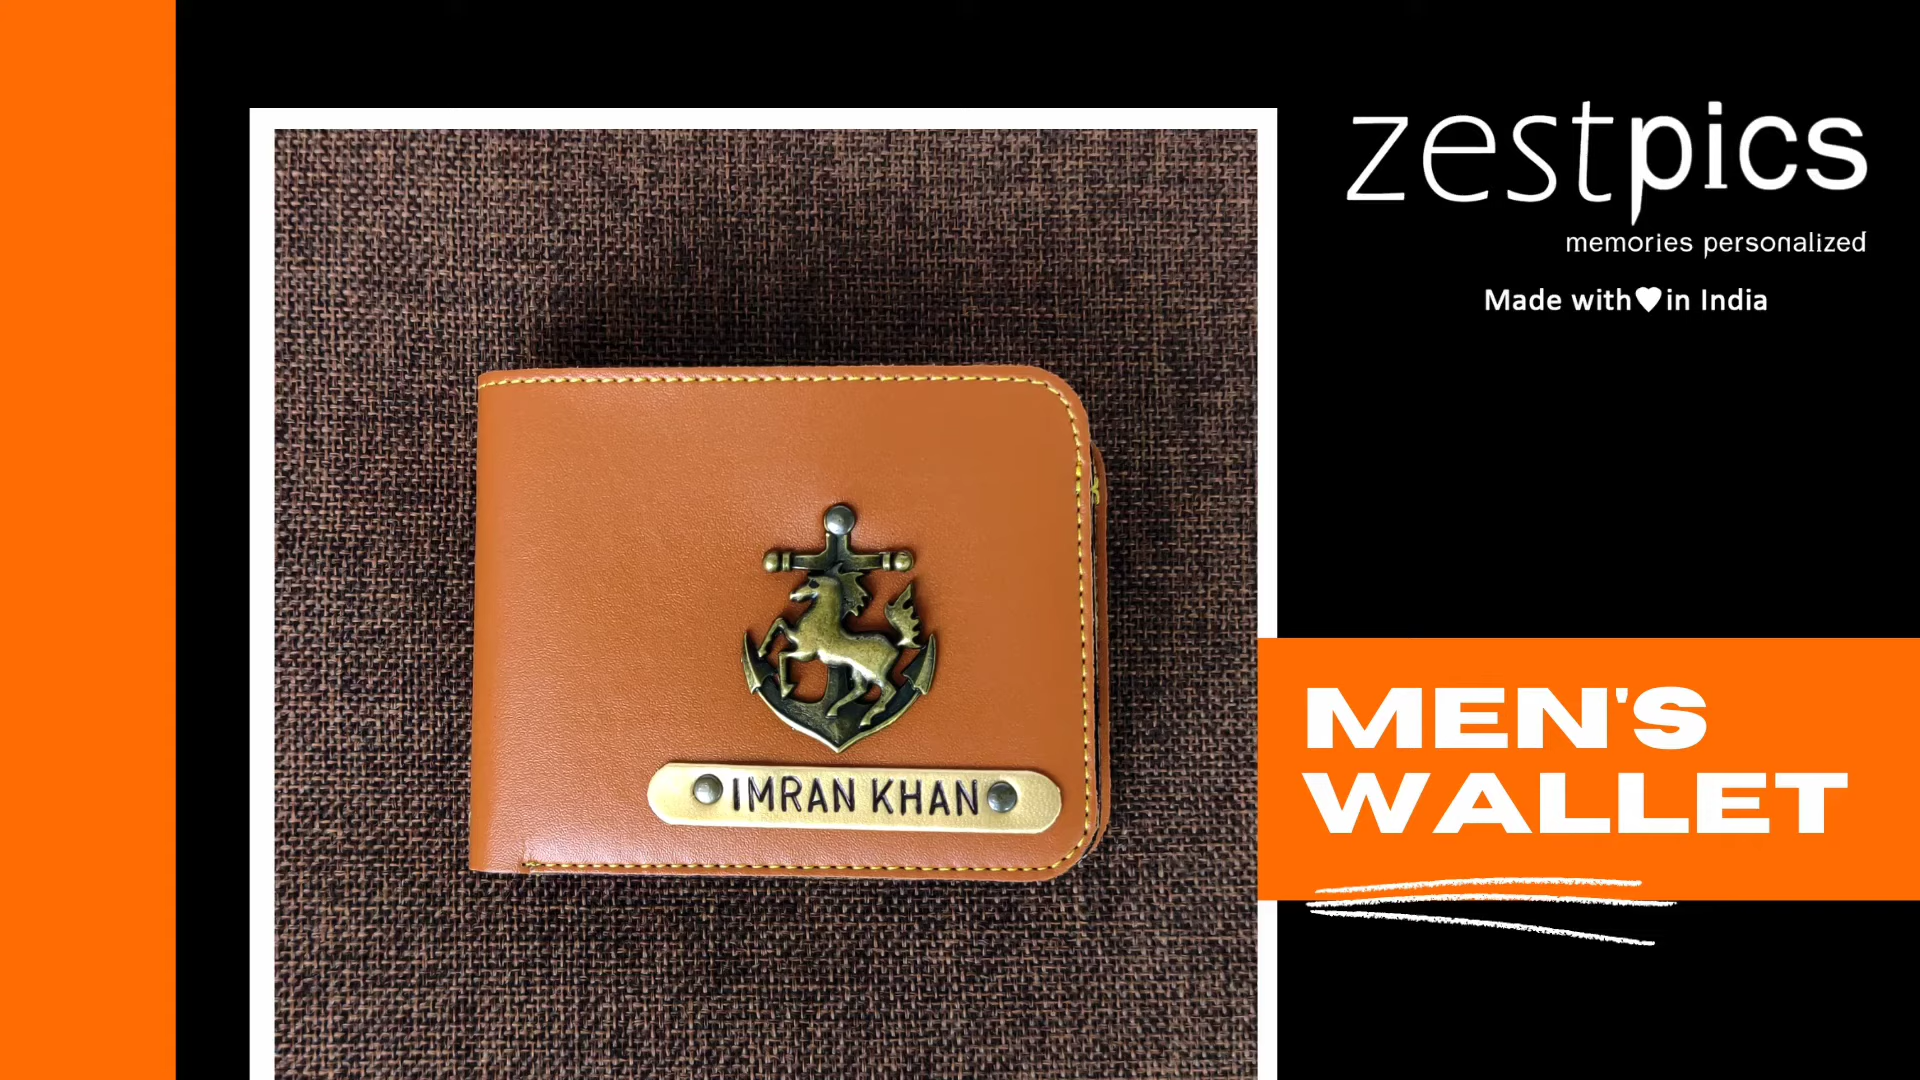 zestpics
memories personalized
Made with♥in India
IMRAN KHAN
MEN'S
WALLET